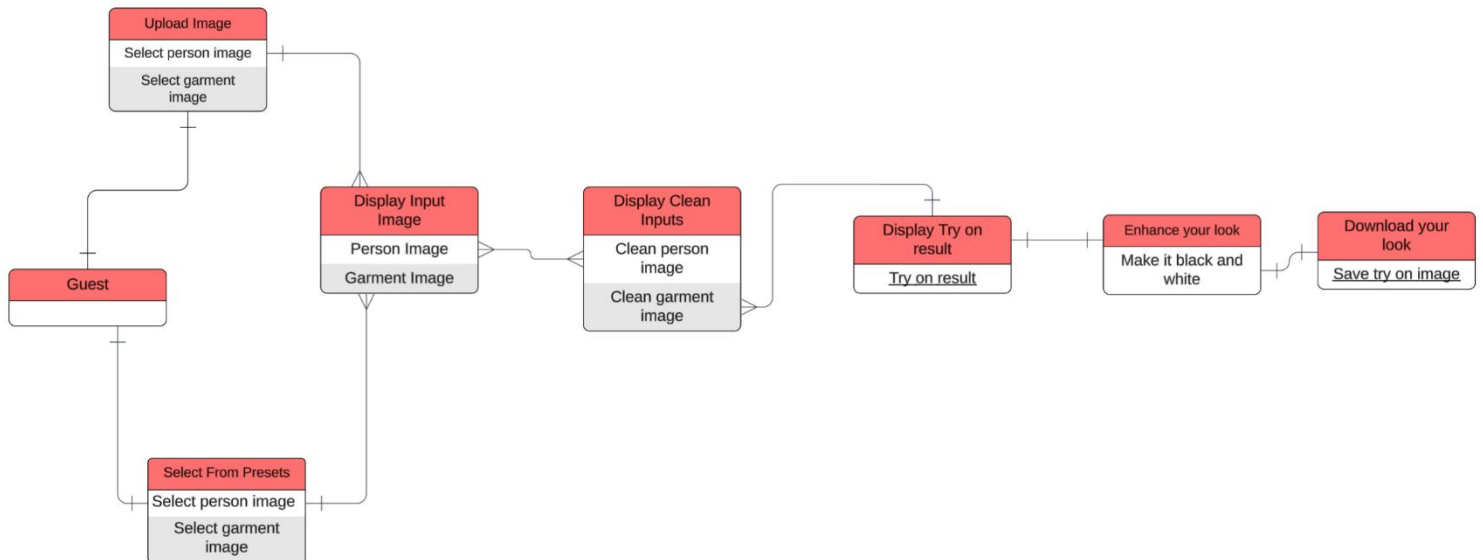 Upload Image
Select person image
Select garment
image
Guest
Select From Presets
Select person image
Select garment
image
Display Input
Image
Person Image
Garment Image
Display Clean
Inputs
Clean person
image
Clean garment
image
Display Try on
result
Try on result
Enhance your look
Make it black and
white
Download your
look
Save try on image